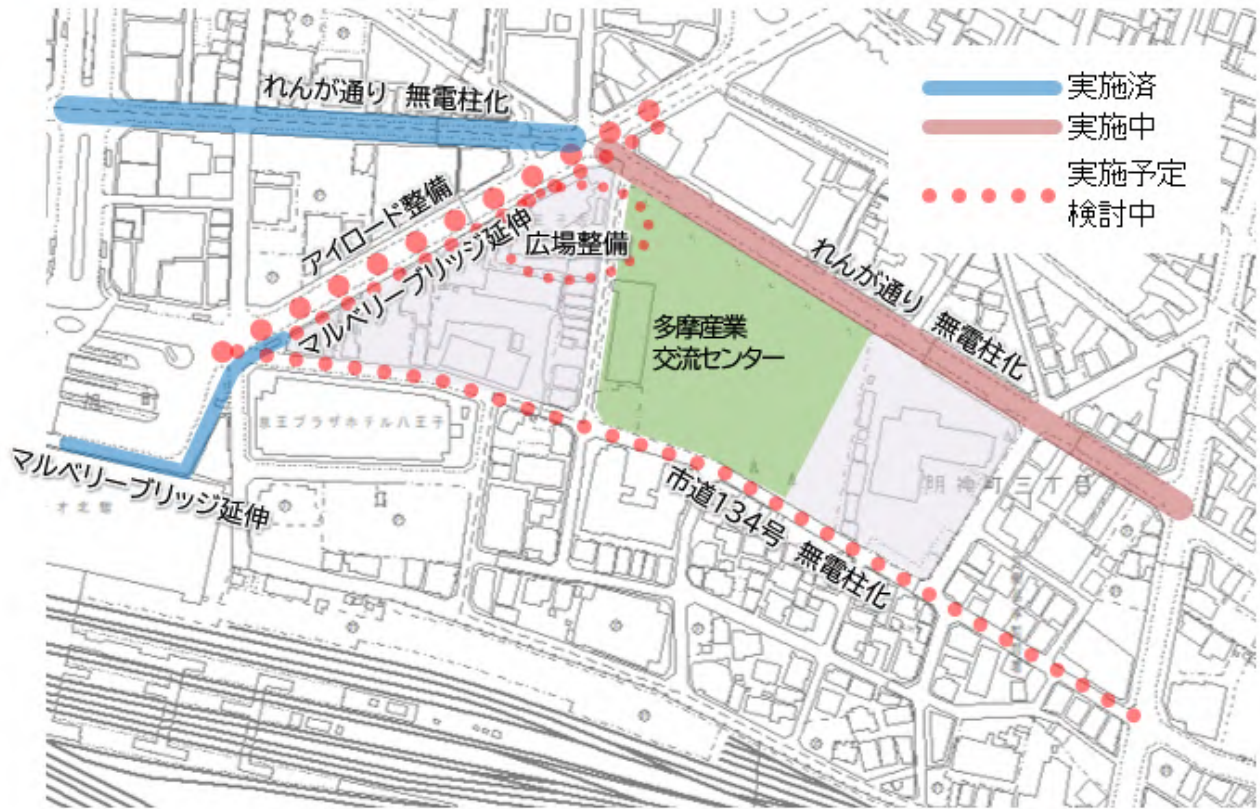 れんが通り 無電柱化
実施済
実施中
実施予定
検討中
アイロード整備
マルベリーブリッジ延伸
広場整備
れんが通り 無電柱化
多摩産業
交流センター
京王プラザホテル八王子
マルベリーブリッジ延伸
明神町三丁目
市道134号 無電柱化